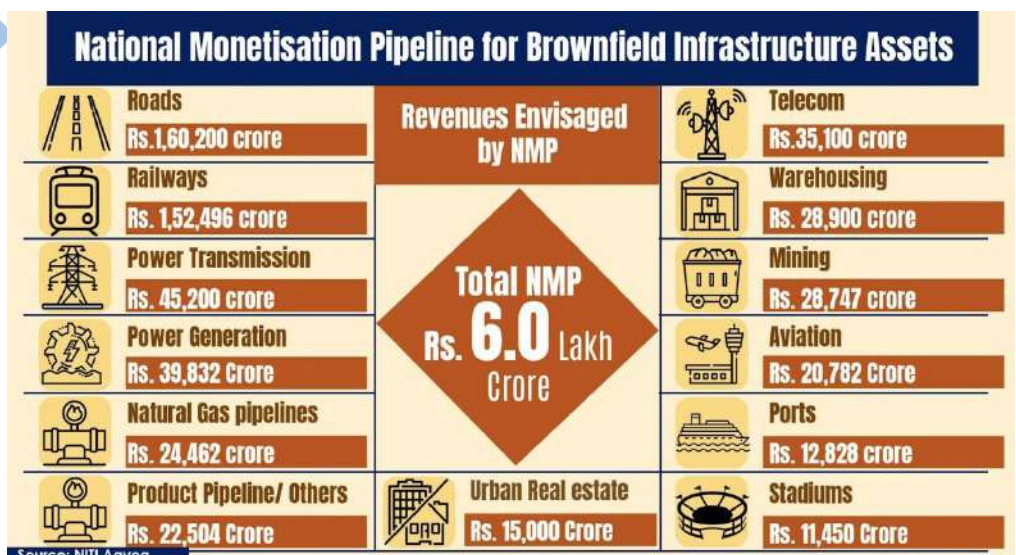 National Monetisation Pipeline for Brownfield Infrastructure Assets
Roads
Rs.1,60,200 crore
Railways
Rs. 1,52,496 crore
Power Transmission
Rs. 45,200 crore
Power Generation
Rs. 39,832 Crore
Natural Gas pipelines
Rs. 24,462 crore
Product Pipeline/ Others
Rs. 22,504 Crore
Revenues Envisaged
by NMP
Total NMP
Rs. 6.0 Lakh
Crore
Urban Real estate
Rs. 15,000 Crore
Telecom
Rs.35,100 crore
Warehousing
Rs. 28,900 crore
Mining
Rs. 28,747 crore
Aviation
Rs. 20,782 Crore
Ports
Rs. 12,828 crore
Stadiums
Rs. 11,450 Crore
Source: NITI Aayog